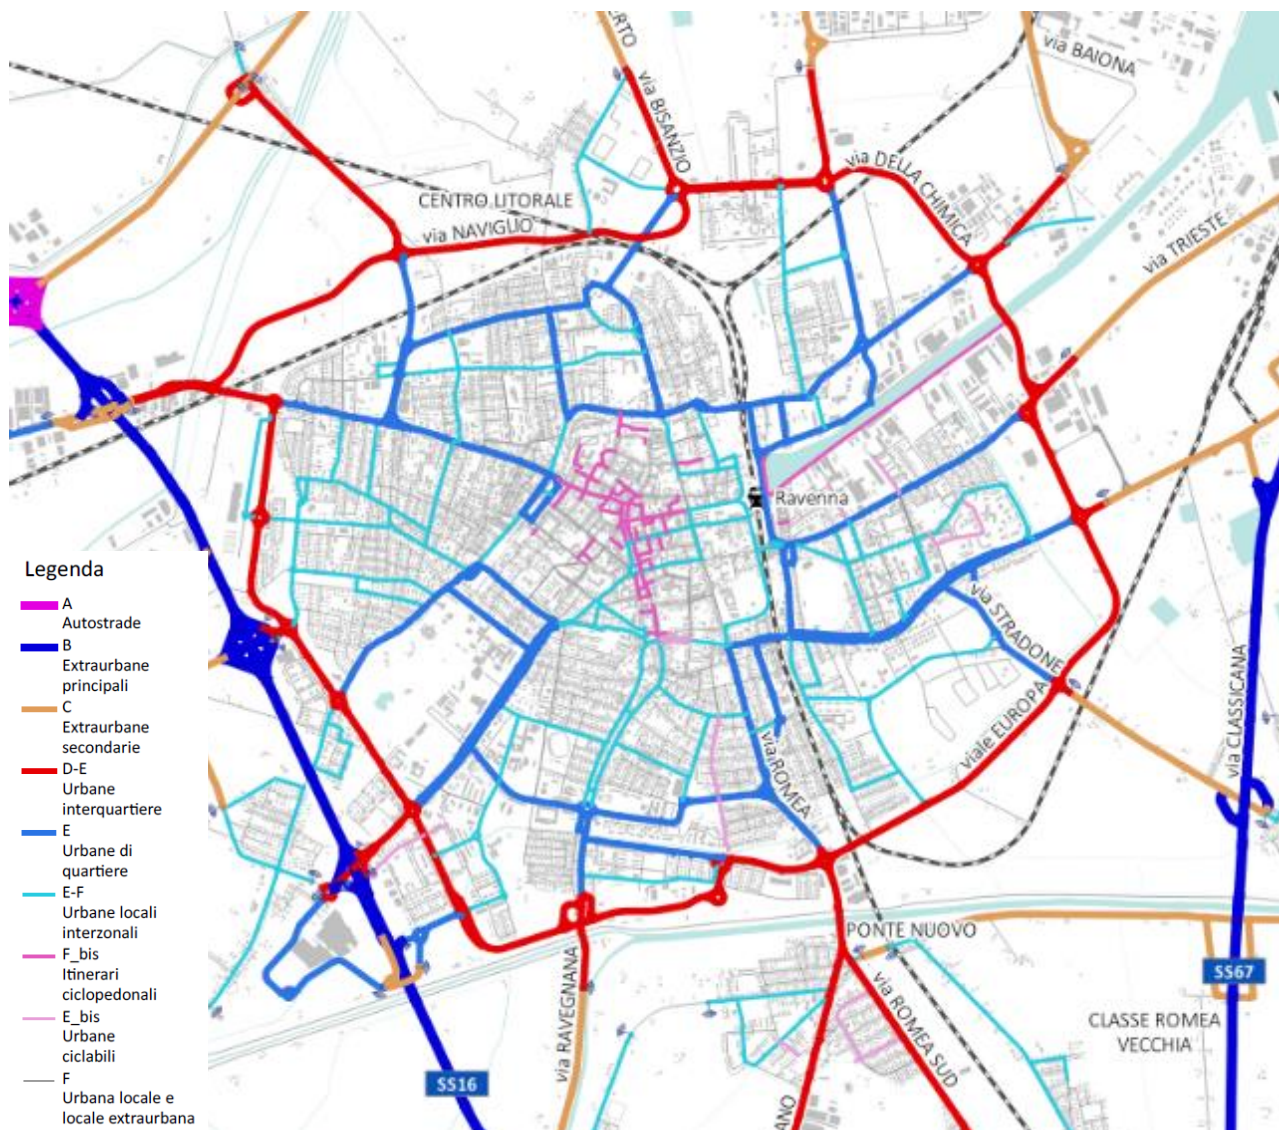 ERTO
via BISANZIO
via BAIONA
via DELLA CHIMICA
CENTRO LITORALE
via NAVIGLIO
via TRIESTE
Ravenna
via STRADONE
viale EUROPA
via CLASSICANA
via ROMEA
PONTE NUOVO
via RAVEGNANA
via ROMEA SUD
SS67
CLASSE ROMEA
VECCHIA
SS16
ANO
Legenda
A
Autostrade
B
Extraurbane
principali
C
Extraurbane
secondarie
D-E
Urbane
interquartiere
E
Urbane di
quartiere
E-F
Urbane locali
interzonali
F_bis
Itinerari
ciclopedonali
E_bis
Urbane
ciclabili
F
Urbana locale e
locale extraurbana